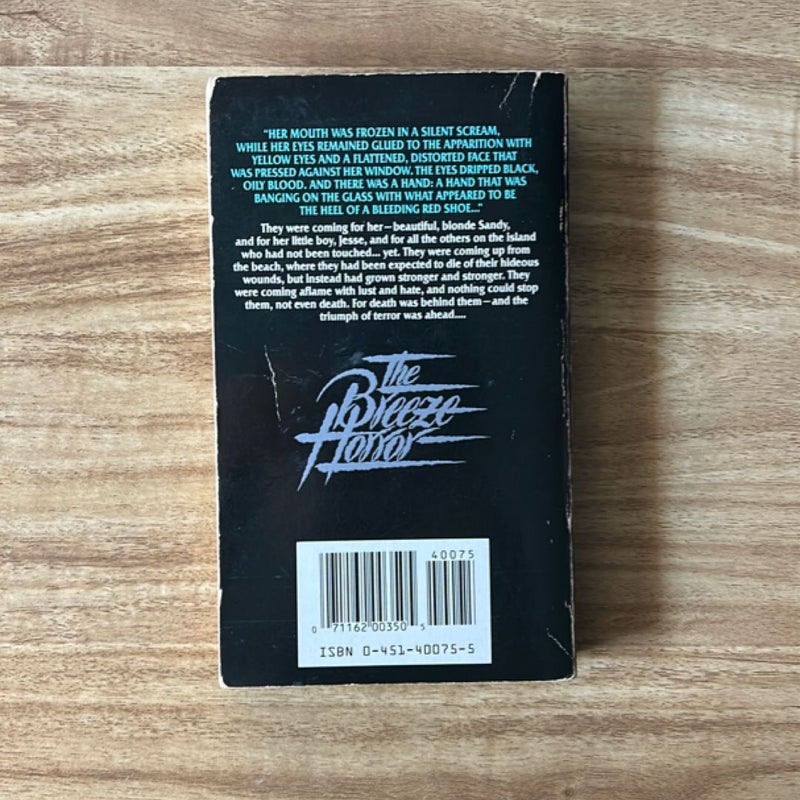 "HER MOUTH WAS FROZEN IN A SILENT SCREAM,
WHILE HER EYES REMAINED GLUED TO THE APPARITION WITH
YELLOW EYES AND A FLATTENED, DISTORTED FACE THAT
WAS PRESSED AGAINST HER WINDOW. THE EYES DRIPPED BLACK,
OILY BLOOD. AND THERE WAS A HAND: A HAND THAT WAS
BANGING ON THE GLASS WITH WHAT APPEARED TO BE
THE HEEL OF A BLEEDING RED SHOE..."
They were coming for her—beautiful, blonde Sandy,
and for her little boy, Jesse, and for all the others on the island
who had not been touched... yet. They were coming up from
the beach, where they had been expected to die of their hideous
wounds, but instead had grown stronger and stronger. They
were coming aflame with lust and hate, and nothing could stop
them, not even death. For death was behind them—and the
triumph of terror was ahead....
The
Breeze
Horror
40075
0 71162 00350 5
ISBN 0-451-40075-5